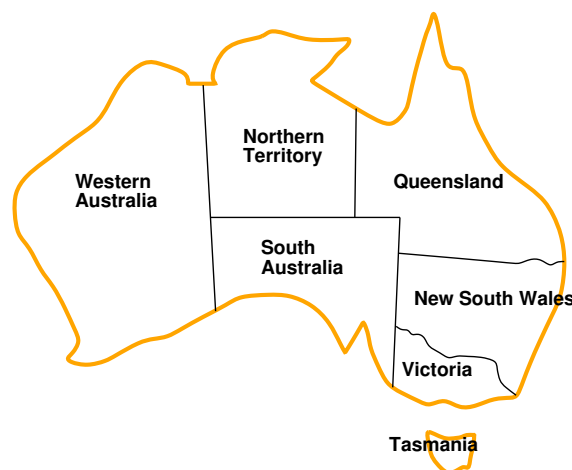 Northern
Territory
Western
Australia
Queensland
South
Australia
New South Wales
Victoria
Tasmania